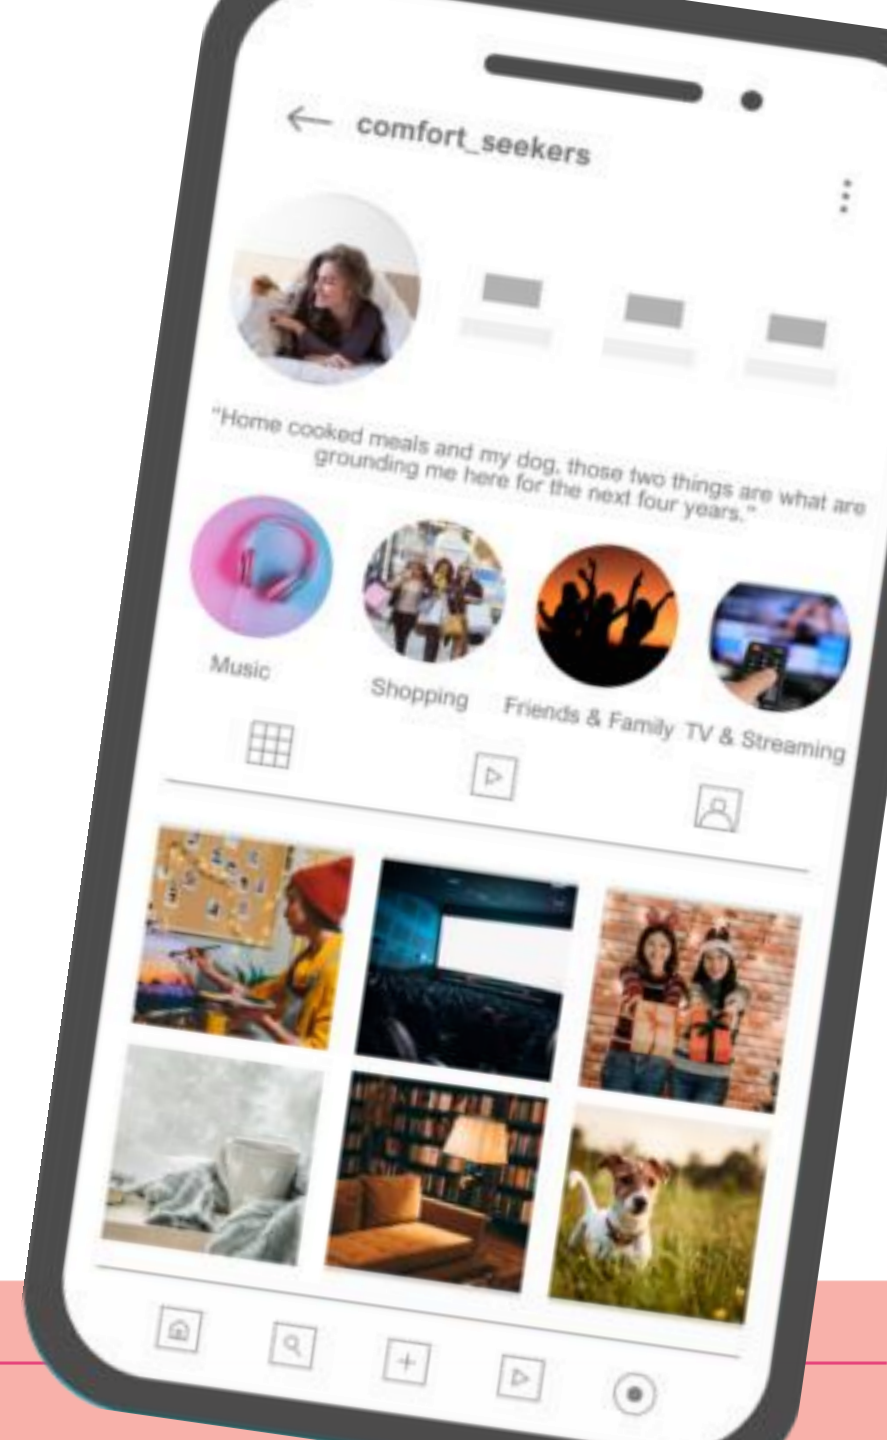 comfort_seekers
"Home cooked meals and my dog, those two things are what are
grounding me here for the next four years."
Music
Shopping
Friends & Family
TV & Streaming